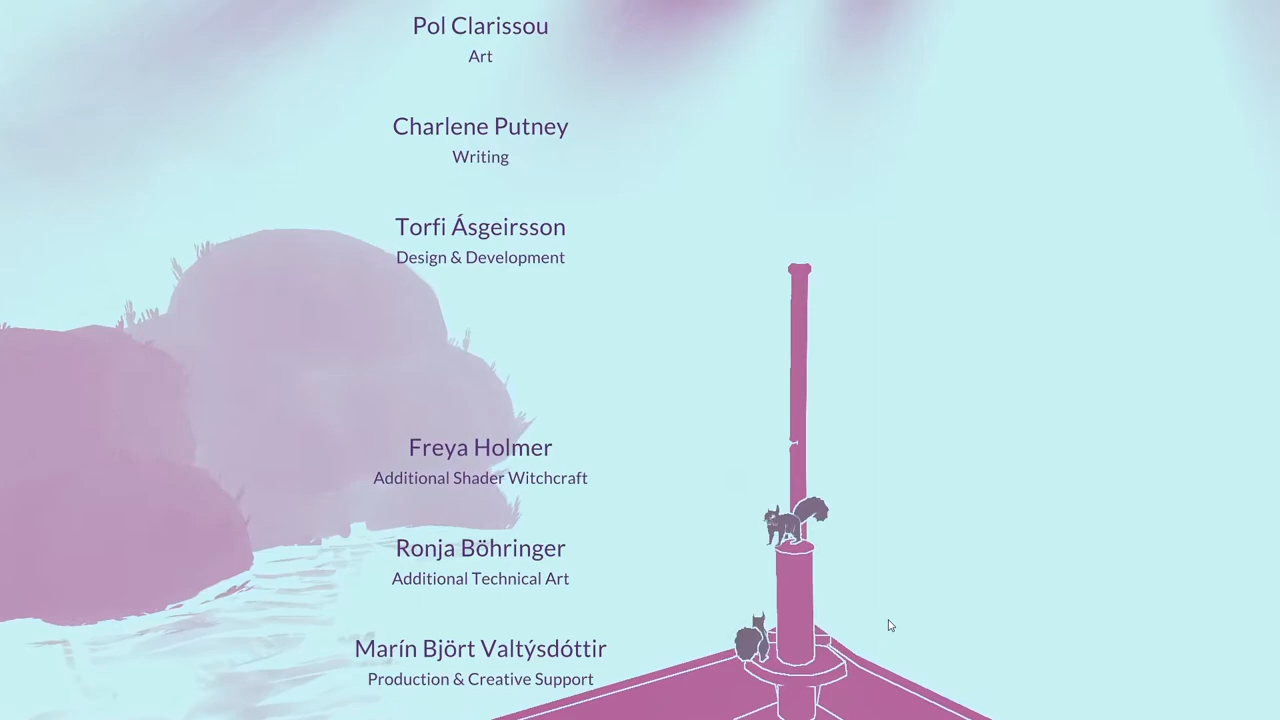 Pol Clarissou
Art
Charlene Putney
Writing
Torfi Ásgeirsson
Design & Development
Freya Holmer
Additional Shader Witchcraft
Ronja Böhringer
Additional Technical Art
Marín Björt Valtýsdóttir
Production & Creative Support